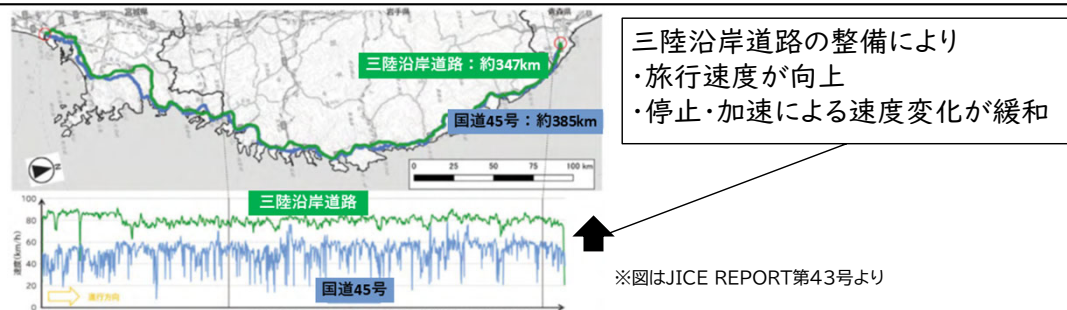 宮城県
岩手県
青森県
三陸沿岸道路:約347km
国道45号:約385km
N
0 25 50 75 100 km
三陸沿岸道路の整備により
・旅行速度が向上
・停止・加速による速度変化が緩和
100
80
60
40
20
0
速度(km/h)
三陸沿岸道路
国道45号
進行方向
※図はJICE REPORT第43号より